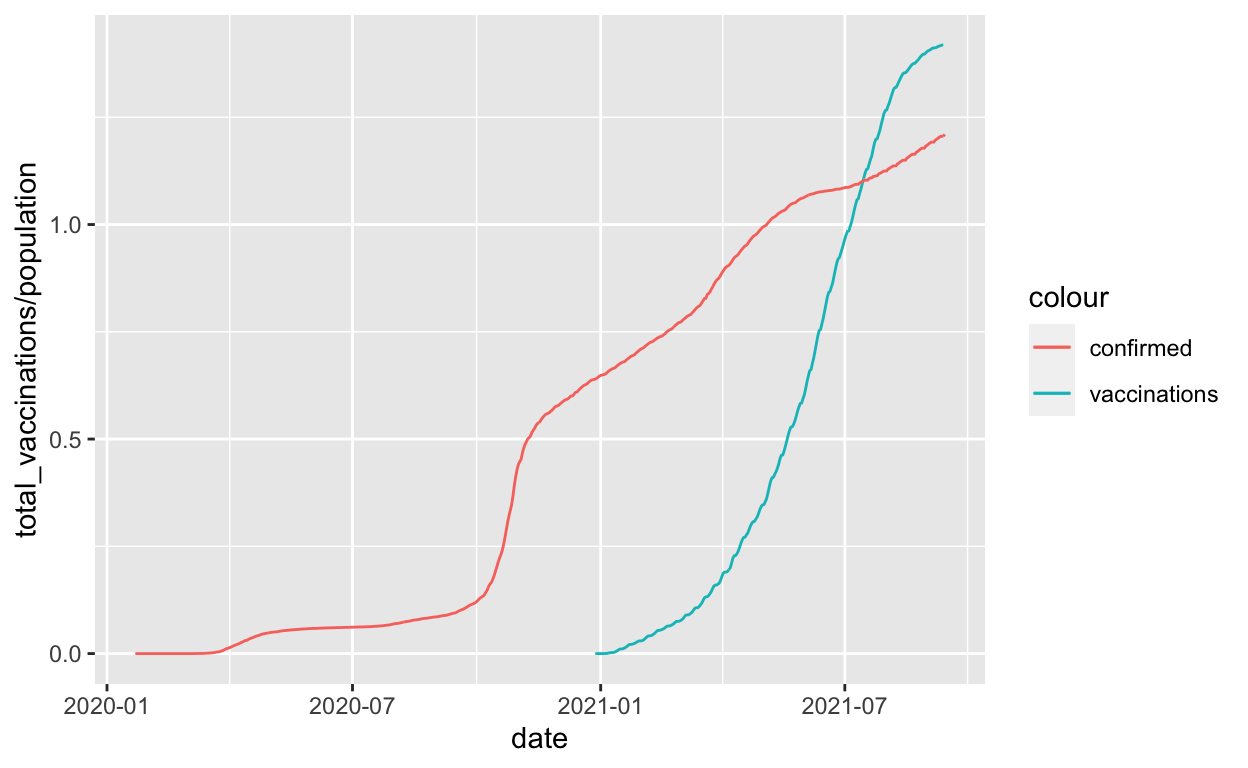 total_vaccinations/population
1.0
0.5
0.0
2020-01
2020-07
2021-01
2021-07
date
colour
confirmed
vaccinations